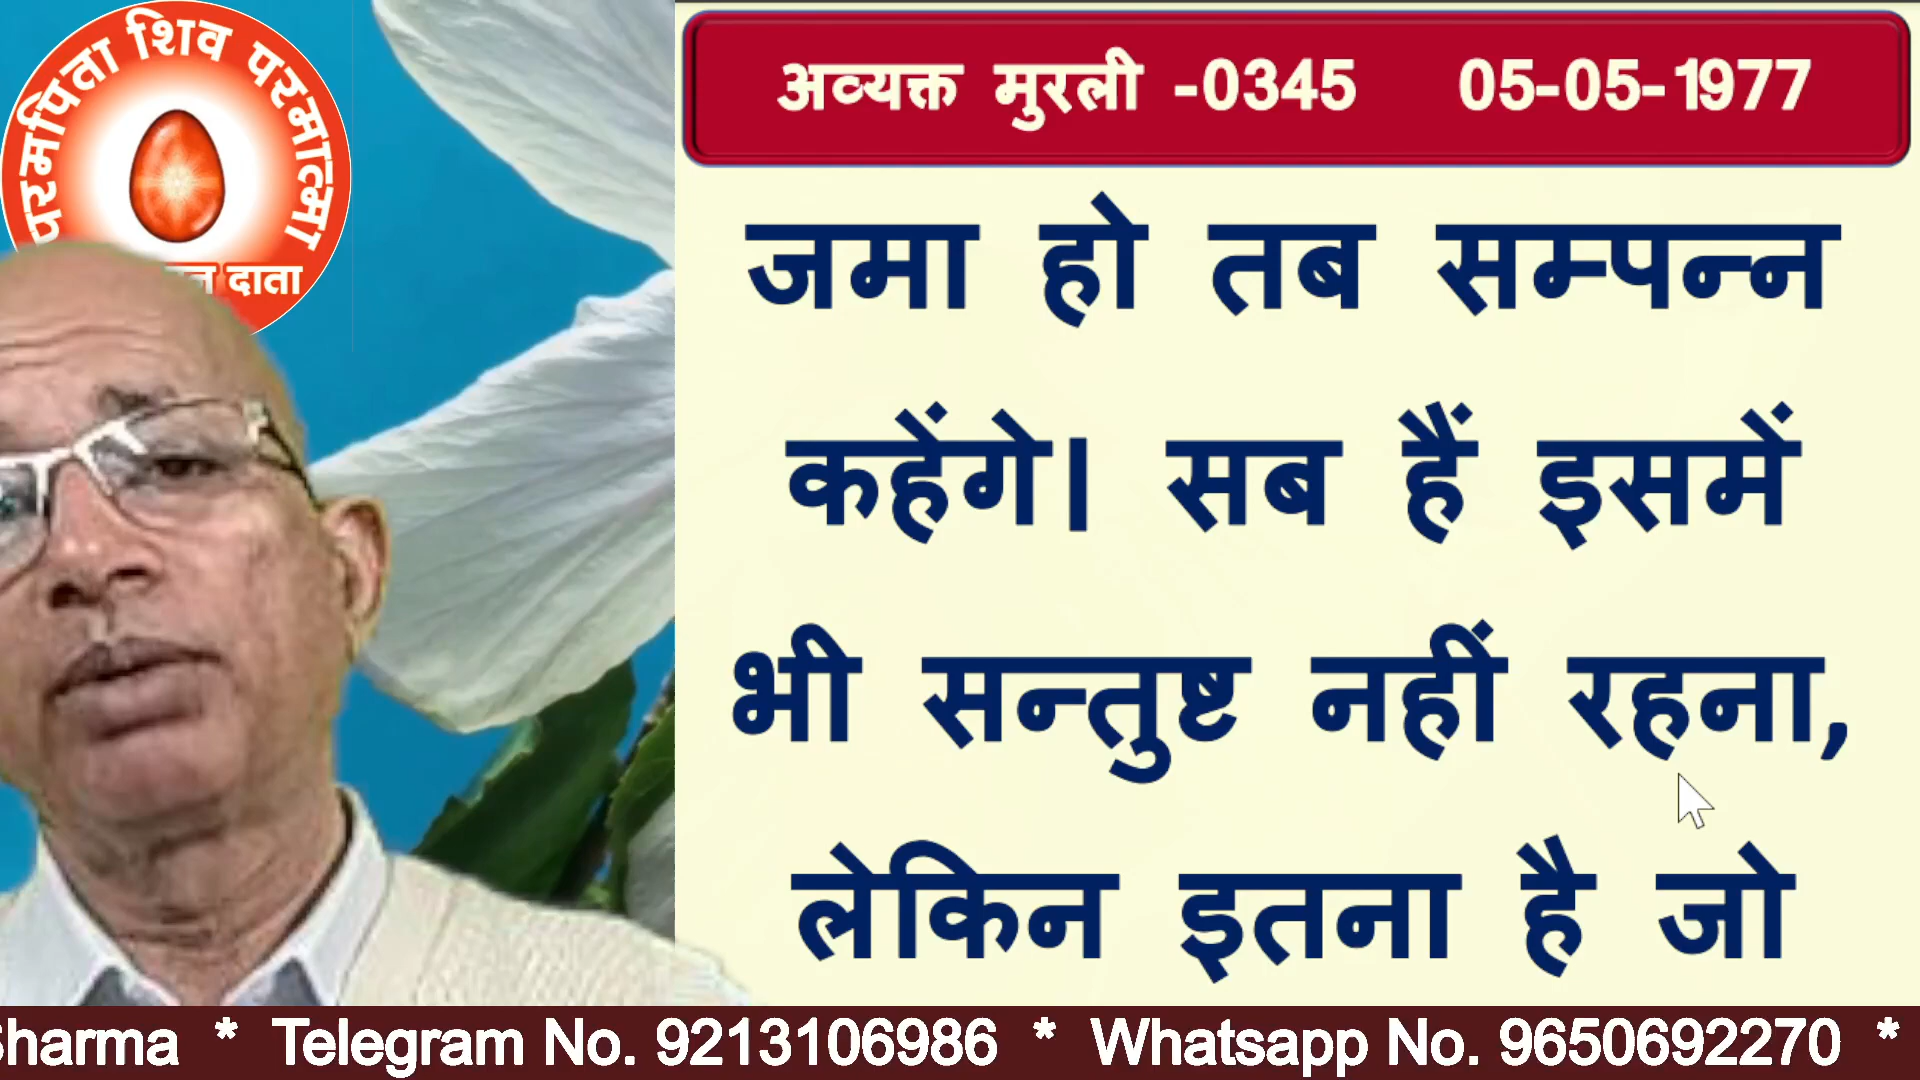 परमपिता शिव परमात्मा
दाता
अव्यक्त मुरली -0345 05-05-1977
जमा हो तब सम्पन्न
कहेंगे। सब हैं इसमें
भी सन्तुष्ट नहीं रहना,
लेकिन इतना है जो
Sharma * Telegram No. 9213106986 * Whatsapp No. 9650692270 *